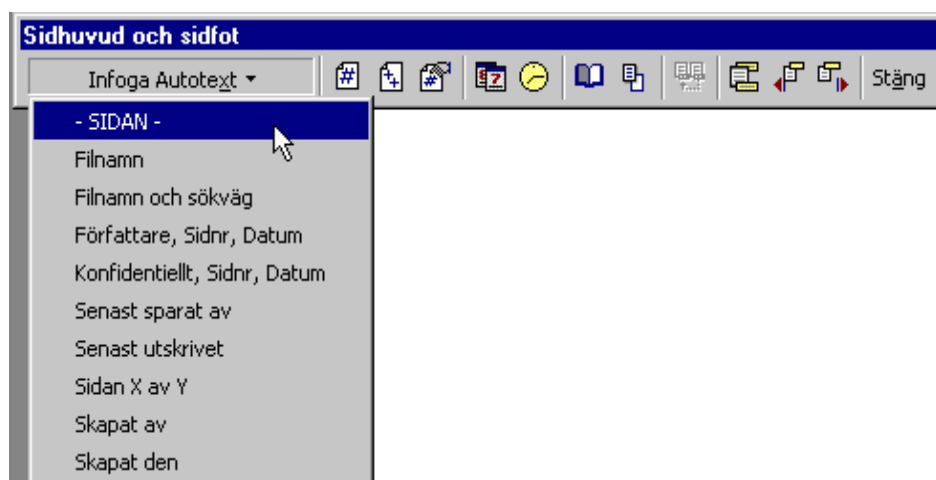 Sidhuvud och sidfot
Infoga Autotext
Stäng
- SIDAN -
Filnamn
Filnamn och sökväg
Författare, Sidnr, Datum
Konfidentiellt, Sidnr, Datum
Senast sparat av
Senast utskrivet
Sidan X av Y
Skapat av
Skapat den